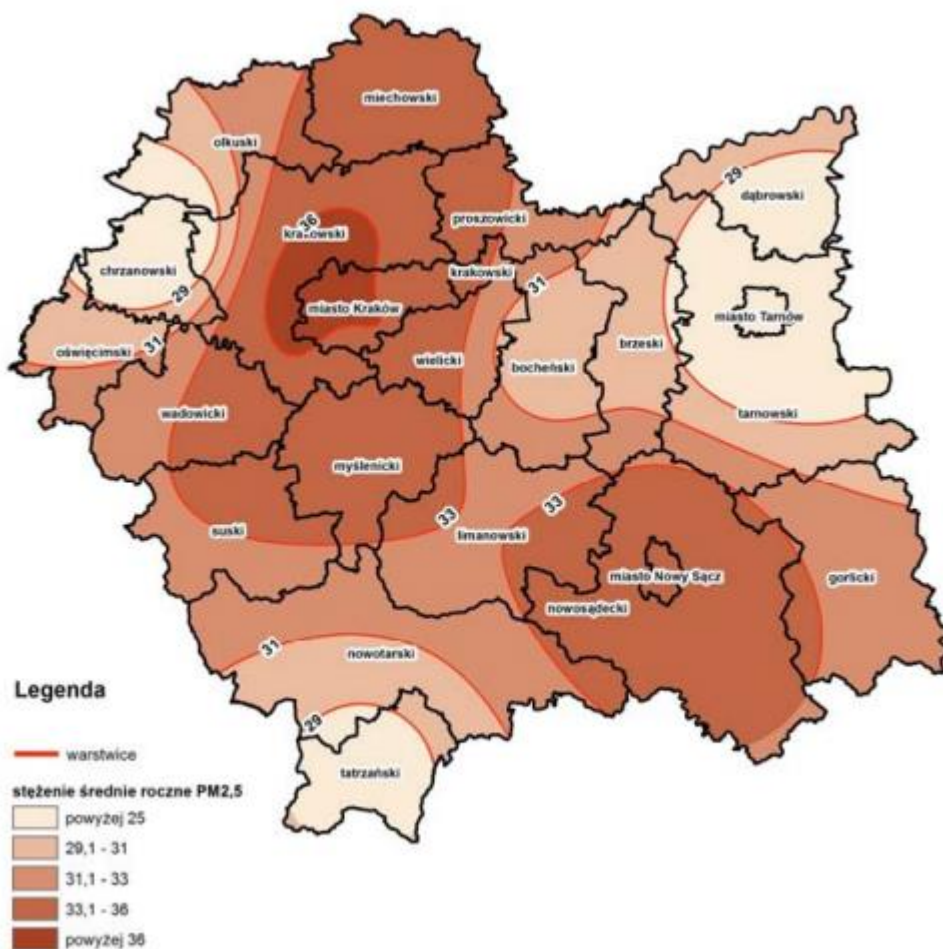 miechowski
olkuski
29
dąbrowski
proszowicki
36
krakowski
krakowski
chrzanowski
31
29
miasto Kraków
miasto Tarnów
31
oświęcimski
brzeski
wielicki
bocheński
wadowicki
tarnowski
myślenicki
33
33
suski
limanowski
miasto Nowy Sącz
gorlicki
nowosądecki
31
nowotarski
Legenda
29
warstwice
tatrzański
stężenie średnie roczne PM2,5
powyżej 25
29,1 - 31
31,1 - 33
33,1 - 36
powyżej 36